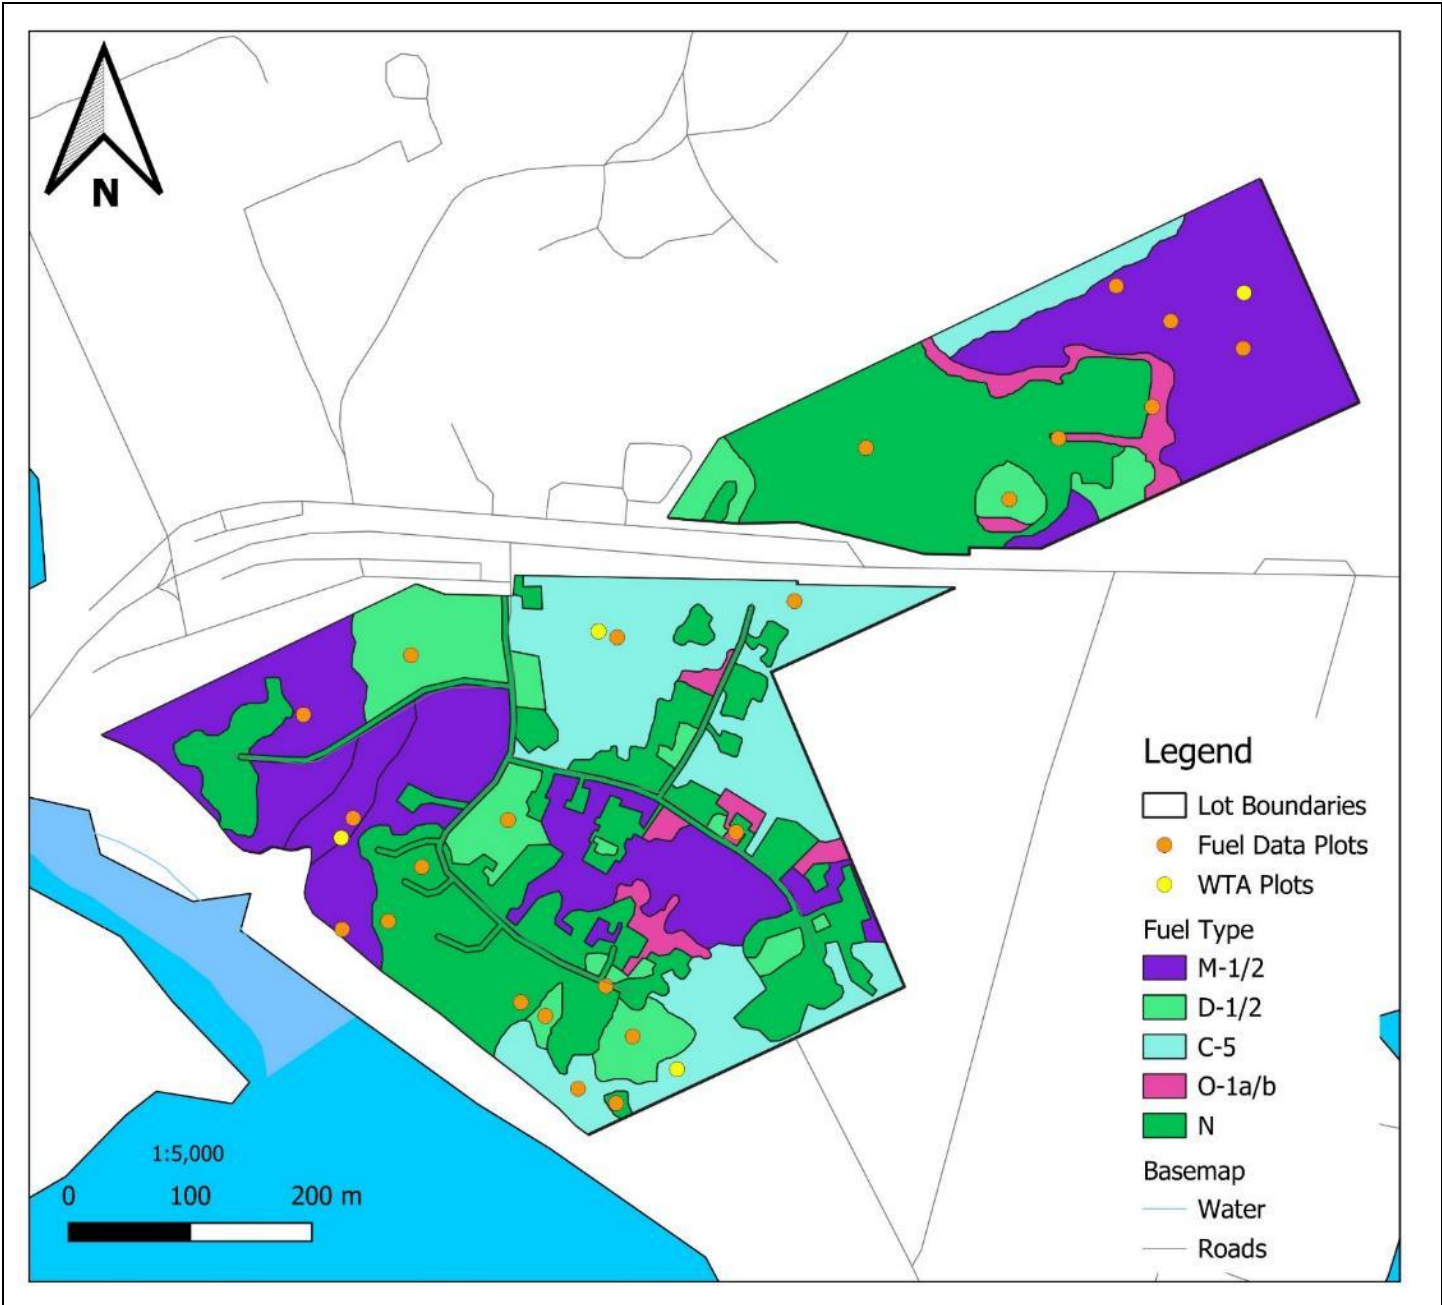 N
Legend
Lot Boundaries
Fuel Data Plots
WTA Plots
Fuel Type
M-1/2
D-1/2
C-5
O-1a/b
N
Basemap
Water
Roads
1:5,000
0 100 200 m